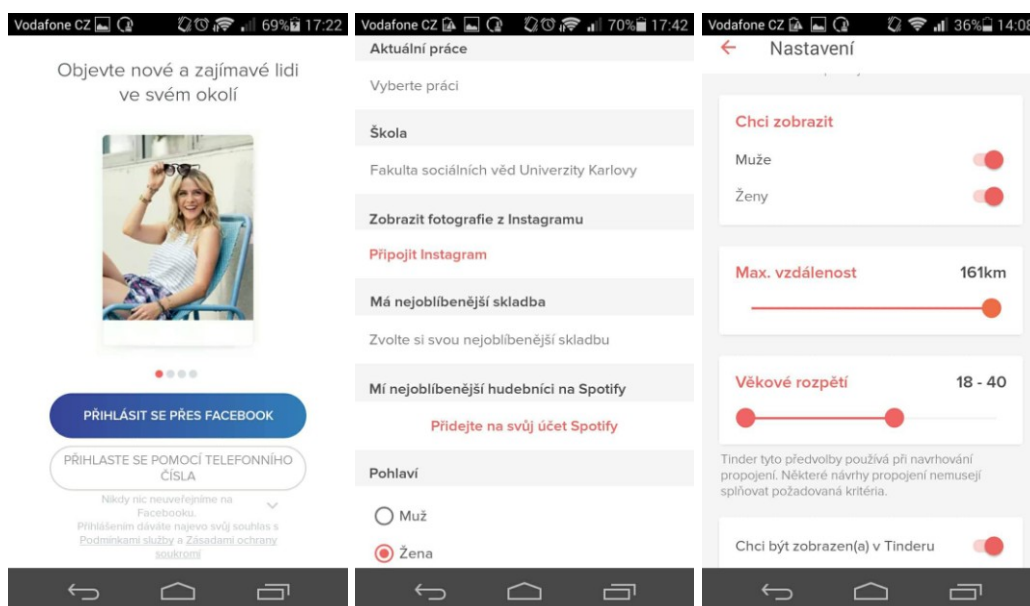 Vodafone CZ 69% 17:22
Objevte nové a zajímavé lidi
ve svém okolí
PŘIHLÁSIT SE PŘES FACEBOOK
PŘIHLASTE SE POMOCÍ TELEFONNÍHO
ČÍSLA
Nikdy nic neuveřejníme na
Facebooku.
Přihlášením dáváte najevo svůj souhlas s
Podmínkami služby a Zásadami ochrany
soukromí
Vodafone CZ 70% 17:42
Aktuální práce
Vyberte práci
Škola
Fakulta sociálních věd Univerzity Karlovy
Zobrazit fotografie z Instagramu
Připojit Instagram
Má nejoblíbenější skladba
Zvolte si svou nejoblíbenější skladbu
Mí nejoblíbenější hudebníci na Spotify
Přidejte na svůj účet Spotify
Pohlaví
Muž
Žena
Vodafone CZ 36% 14:08
Nastavení
Chci zobrazit
Muže
Ženy
Max. vzdálenost 161km
Věkové rozpětí 18 - 40
Tinder tyto předvolby používá při navrhování
propojení. Některé návrhy propojení nemusejí
splňovat požadovaná kritéria.
Chci být zobrazen(a) v Tinderu